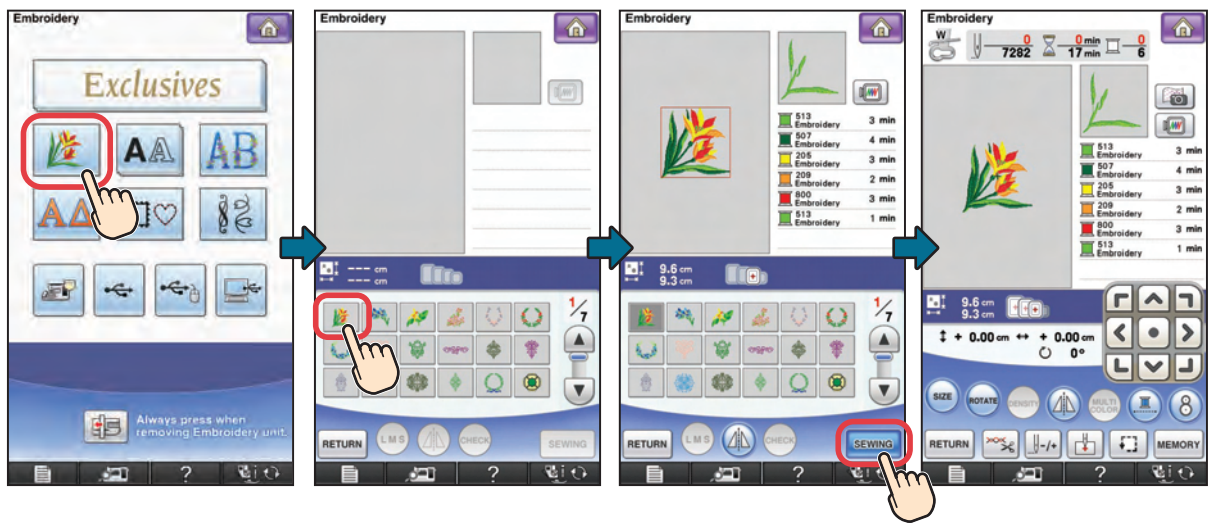 Embroidery
Exclusives
AA
AB
AΔ
Always press when
removing Embroidery unit.
?
Embroidery
--- cm
--- cm
1/7
RETURN
L M S
CHECK
SEWING
?
Embroidery
513
Embroidery 3 min
507
Embroidery 4 min
205
Embroidery 3 min
209
Embroidery 2 min
800
Embroidery 3 min
513
Embroidery 1 min
9.6 cm
9.3 cm
1/7
RETURN
L M S
CHECK
SEWING
?
Embroidery
W
0 0 min 0
7282 17 min 6
513
Embroidery 3 min
507
Embroidery 4 min
205
Embroidery 3 min
209
Embroidery 2 min
800
Embroidery 3 min
513
Embroidery 1 min
9.6 cm
9.3 cm
+ 0.00 cm + 0.00 cm
0°
SIZE
ROTATE
DENSITY
MULTI
COLOR
8
RETURN
-/+
MEMORY
?